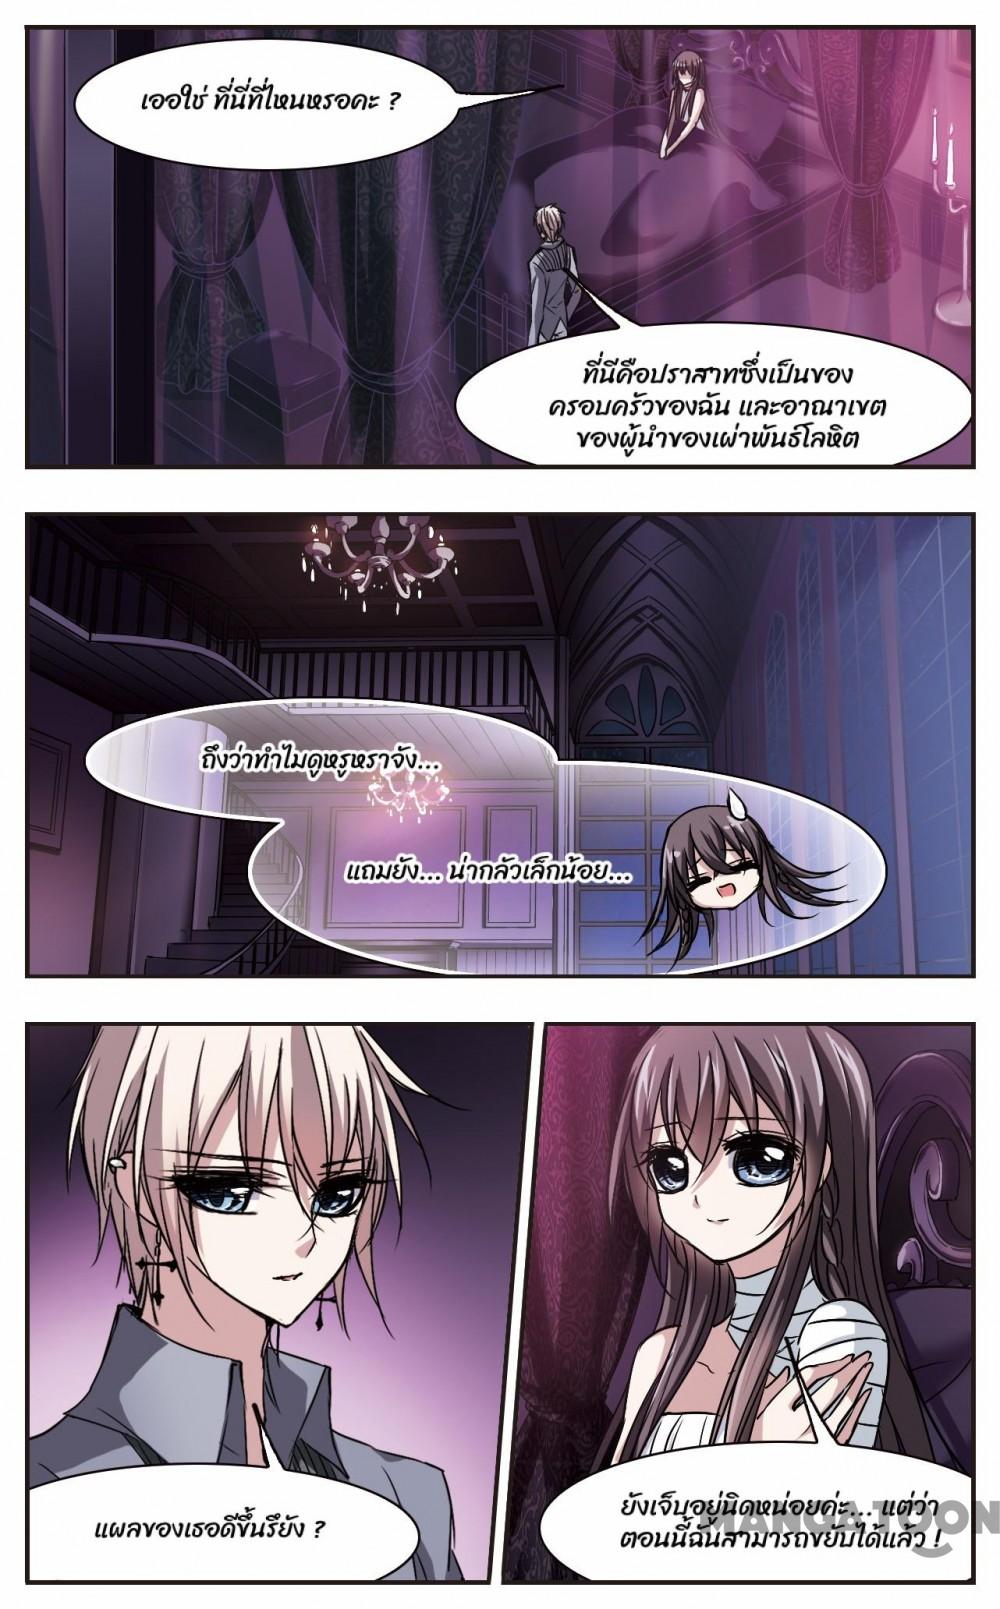 เออใช่ ที่นี่ที่ไหนหรอคะ ?
ที่นี่คือปราสาทซึ่งเป็นของ
ครอบครัวของฉัน และอาณาเขต
ของผู้นำของเผ่าพันธ์โลหิต
ถึงว่าทำไมดูหรูหราจัง...
แถมยัง... น่ากลัวเล็กน้อย...
แผลของเธอดีขึ้นรึยัง ?
ยังเจ็บอยู่นิดหน่อยค่ะ... แต่ว่า
ตอนนี้ฉันสามารถขยับได้แล้ว !
MANGATOON